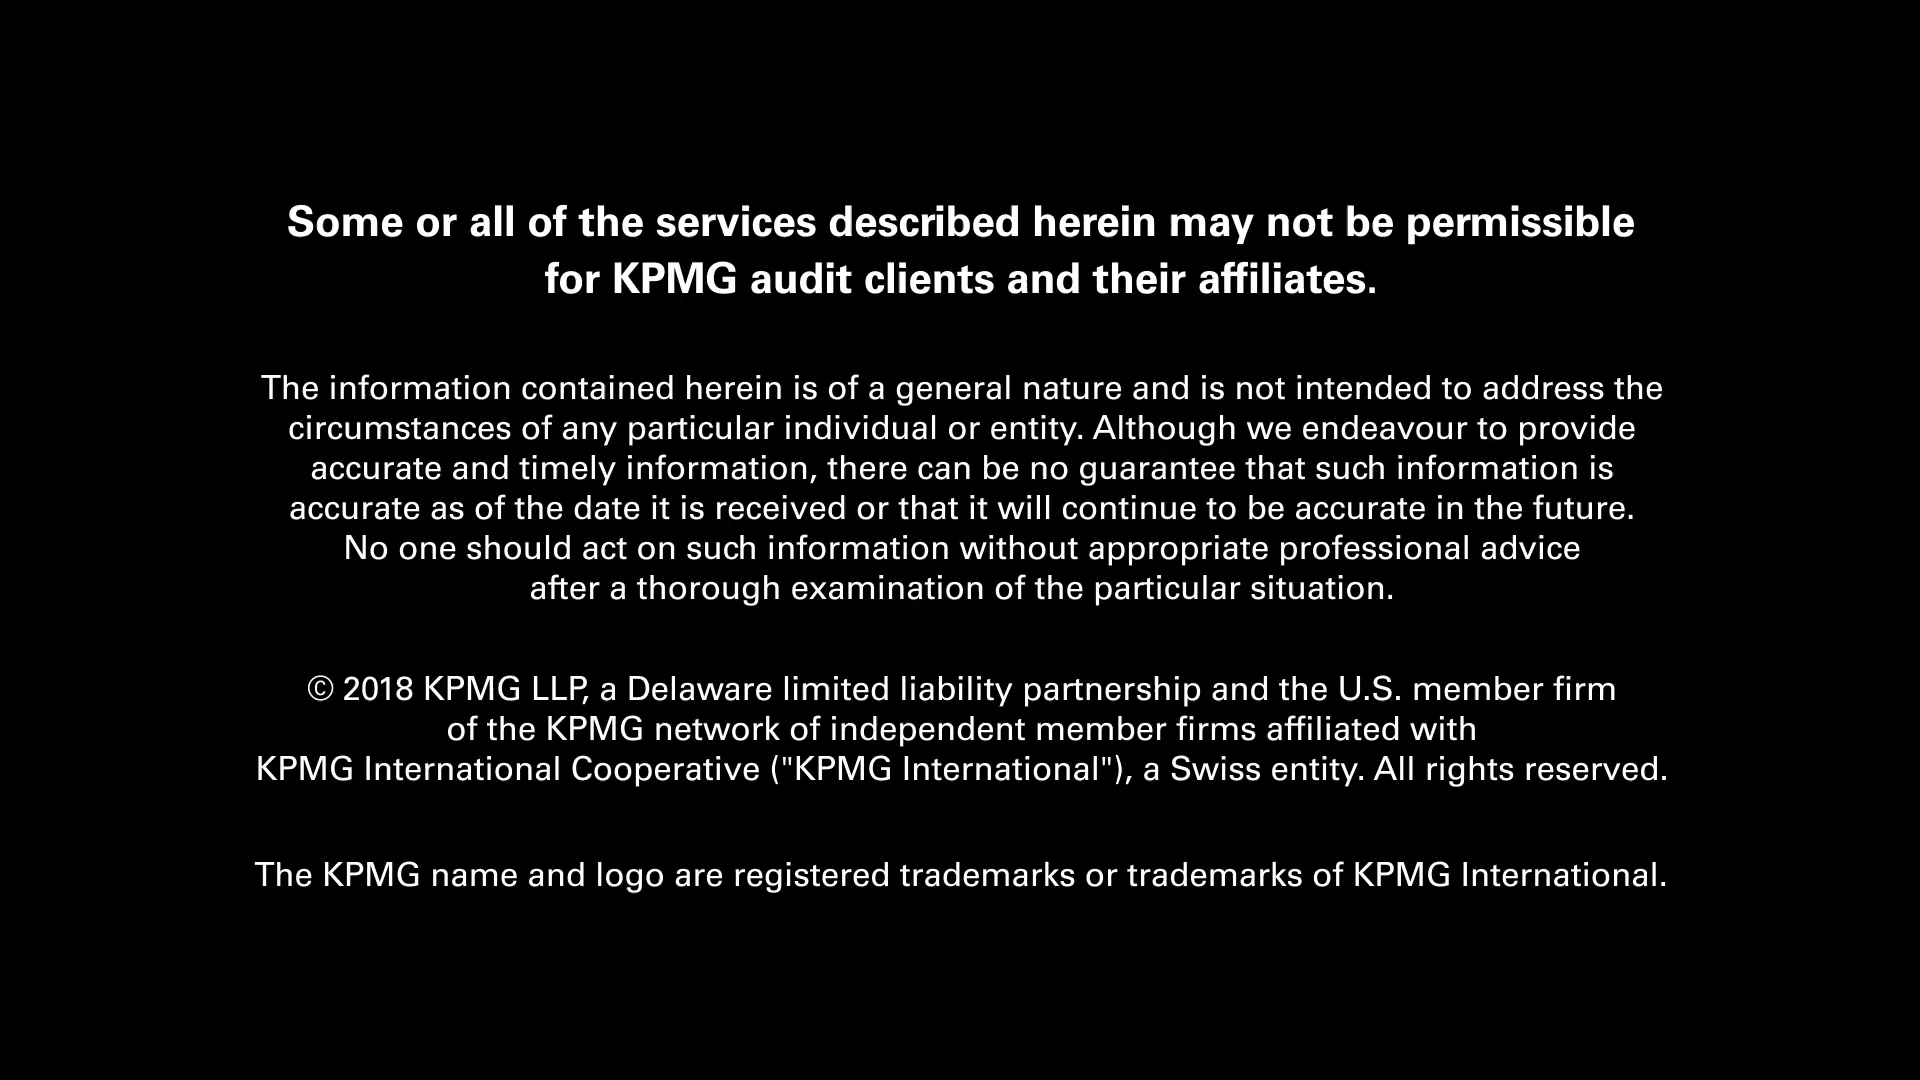 Some or all of the services described herein may not be permissible
for KPMG audit clients and their affiliates.
The information contained herein is of a general nature and is not intended to address the
circumstances of any particular individual or entity. Although we endeavour to provide
accurate and timely information, there can be no guarantee that such information is
accurate as of the date it is received or that it will continue to be accurate in the future.
No one should act on such information without appropriate professional advice
after a thorough examination of the particular situation.
© 2018 KPMG LLP, a Delaware limited liability partnership and the U.S. member firm
of the KPMG network of independent member firms affiliated with
KPMG International Cooperative ("KPMG International"), a Swiss entity. All rights reserved.
The KPMG name and logo are registered trademarks or trademarks of KPMG International.